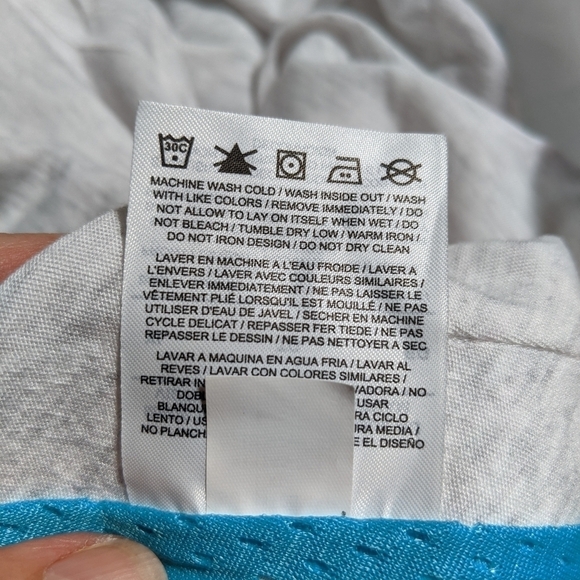 30C
MACHINE WASH COLD / WASH INSIDE OUT / WASH
WITH LIKE COLORS / REMOVE IMMEDIATELY / DO
NOT ALLOW TO LAY ON ITSELF WHEN WET / DO
NOT BLEACH / TUMBLE DRY LOW / WARM IRON /
DO NOT IRON DESIGN / DO NOT DRY CLEAN
LAVER EN MACHINE A L'EAU FROIDE / LAVER A
L'ENVERS / LAVER AVEC COULEURS SIMILAIRES /
ENLEVER IMMEDIATEMENT / NE PAS LAISSER LE
VÊTEMENT PLIÉ LORSQU'IL EST MOUILLÉ / NE PAS
UTILISER D'EAU DE JAVEL / SECHER EN MACHINE
CYCLE DELICAT / REPASSER FER TIEDE / NE PAS
REPASSER LE DESSIN / NE PAS NETTOYER A SEC
LAVAR A MAQUINA EN AGUA FRIA / LAVAR AL
REVES / LAVAR CON COLORES SIMILARES /
RETIRAR IN VADORA / NO
DOB USAR
BLANQU RA CICLO
LENTO / US URA MEDIA /
NO PLANCH E EL DISEÑO